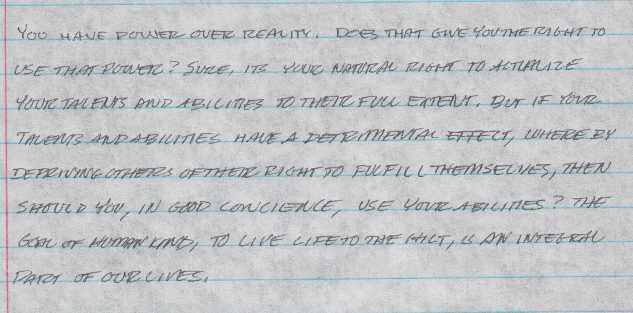 YOU HAVE POWER OVER REALITY. DOES THAT GIVE YOU THE RIGHT TO
USE THAT POWER? SURE, ITS YOUR NATURAL RIGHT TO ACTUALIZE
YOUR TALENTS AND ABILITIES TO THEIR FULL EXTENT. BUT IF YOUR
TALENTS AND ABILITIES HAVE A DETRIMENTAL EFFECT, WHERE BY
DEPRIVING OTHERS OF THEIR RIGHT TO FULFILL THEMSELVES, THEN
SHOULD YOU, IN GOOD CONCIENCE, USE YOUR ABILITIES? THE
GOAL OF HUMAN KIND, TO LIVE LIFE TO THE HILT, IS AN INTEGRAL
PART OF OUR LIVES.